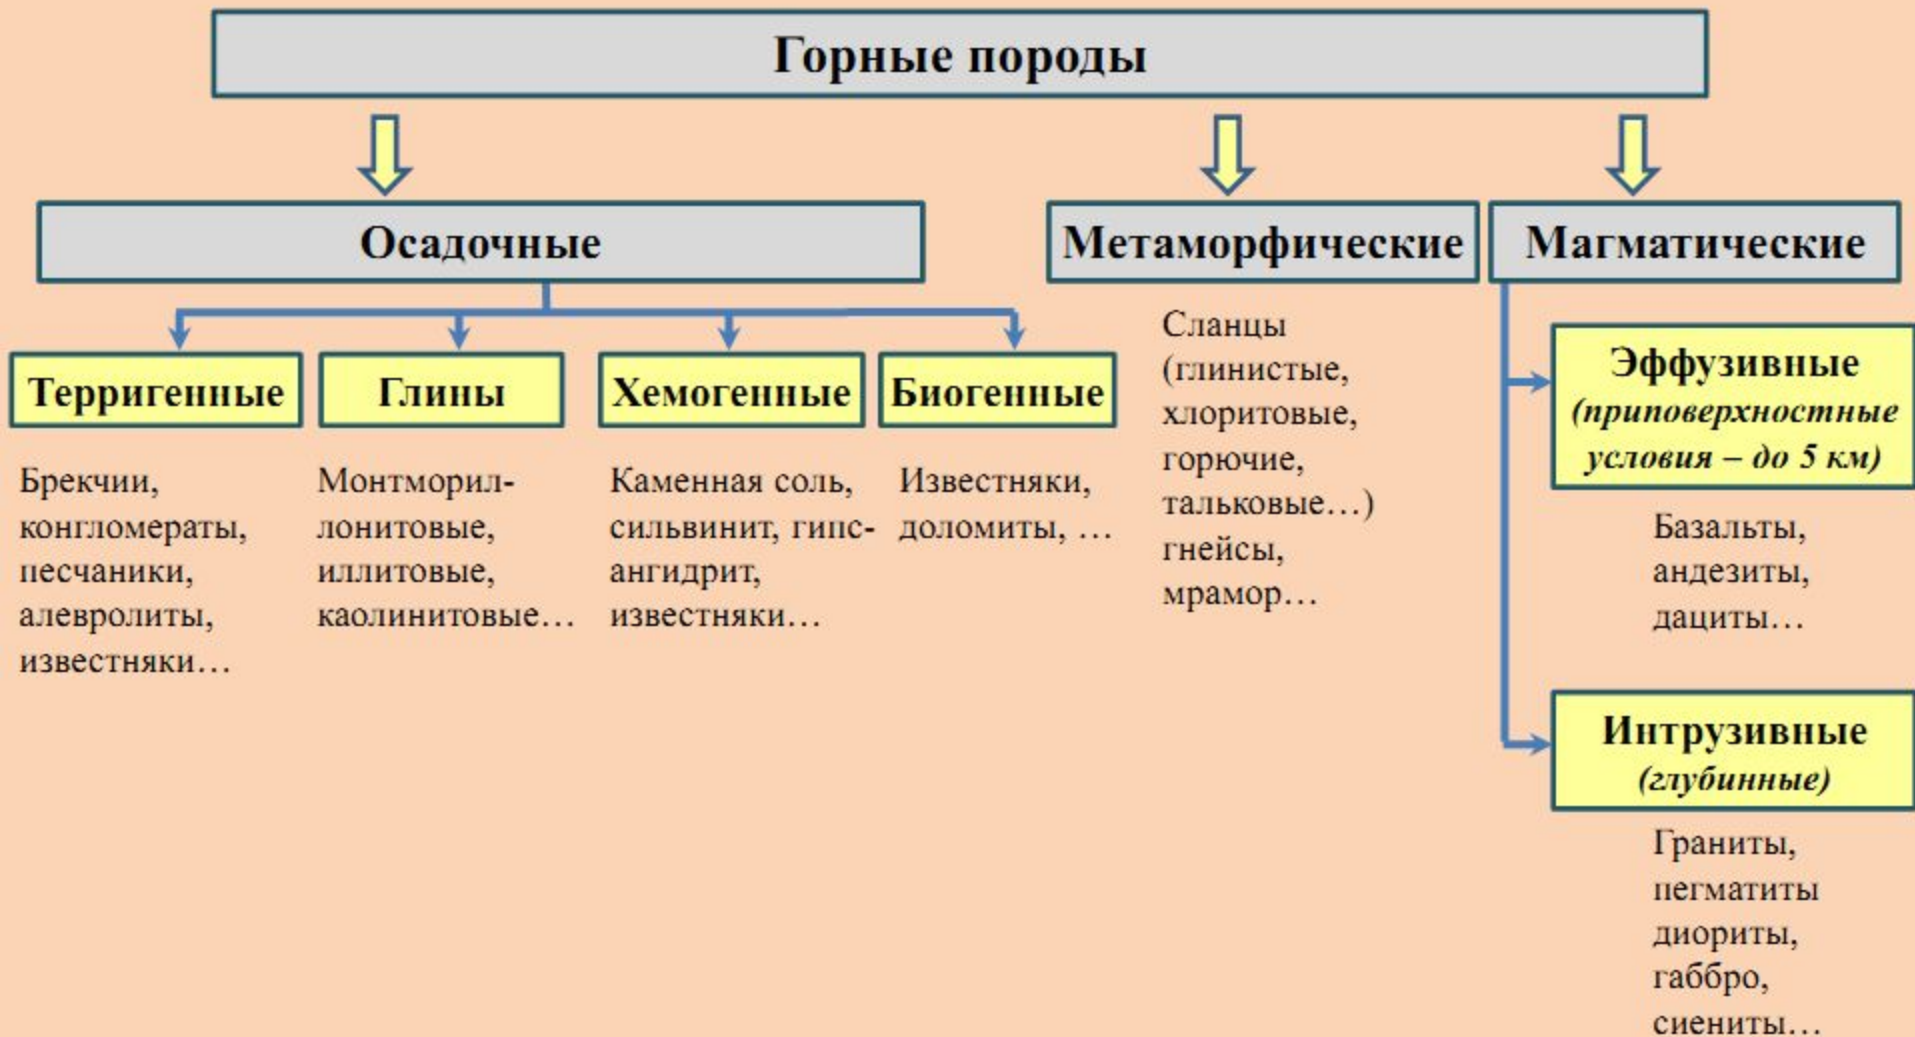 Горные породы
Осадочные
Метаморфические
Магматические
Терригенные
Брекчии,
конгломераты,
песчаники,
алевролиты,
известняки…
Глины
Монтморил-
лонитовые,
иллитовые,
каолинитовые…
Хемогенные
Каменная соль,
сильвинит, гипс-
ангидрит,
известняки…
Биогенные
Известняки,
доломиты, …
Сланцы
(глинистые,
хлоритовые,
горючие,
тальковые…)
гнейсы,
мрамор…
Эффузивные
(приповерхностные
условия – до 5 км)
Базальты,
андезиты,
дациты…
Интрузивные
(глубинные)
Граниты,
пегматиты
диориты,
габбро,
сиениты…